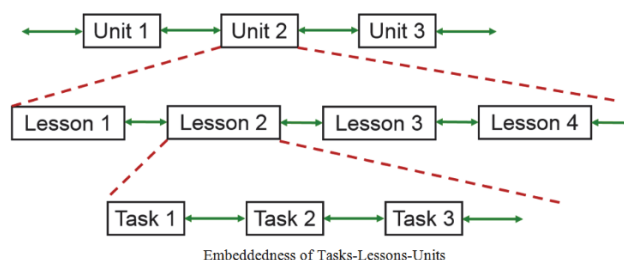 Unit 1 Unit 2 Unit 3
Lesson 1 Lesson 2 Lesson 3 Lesson 4
Task 1 Task 2 Task 3
Embeddedness of Tasks-Lessons-Units